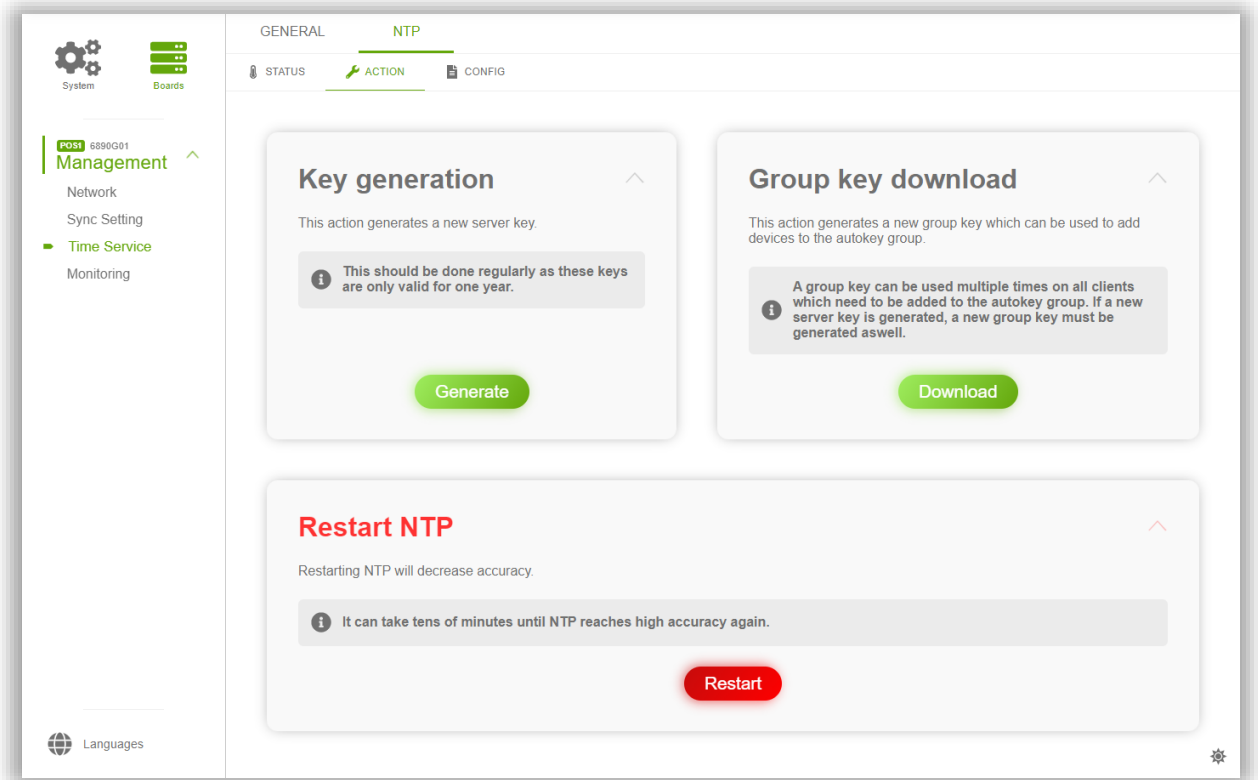 GENERAL NTP
System Boards
STATUS ACTION CONFIG
POS1 6890G01
Management
Network
Sync Setting
Time Service
Monitoring
Key generation
This action generates a new server key.
This should be done regularly as these keys
are only valid for one year.
Generate
Group key download
This action generates a new group key which can be used to add
devices to the autokey group.
A group key can be used multiple times on all clients
which need to be added to the autokey group. If a new
server key is generated, a new group key must be
generated aswell.
Download
Restart NTP
Restarting NTP will decrease accuracy.
It can take tens of minutes until NTP reaches high accuracy again.
Restart
Languages